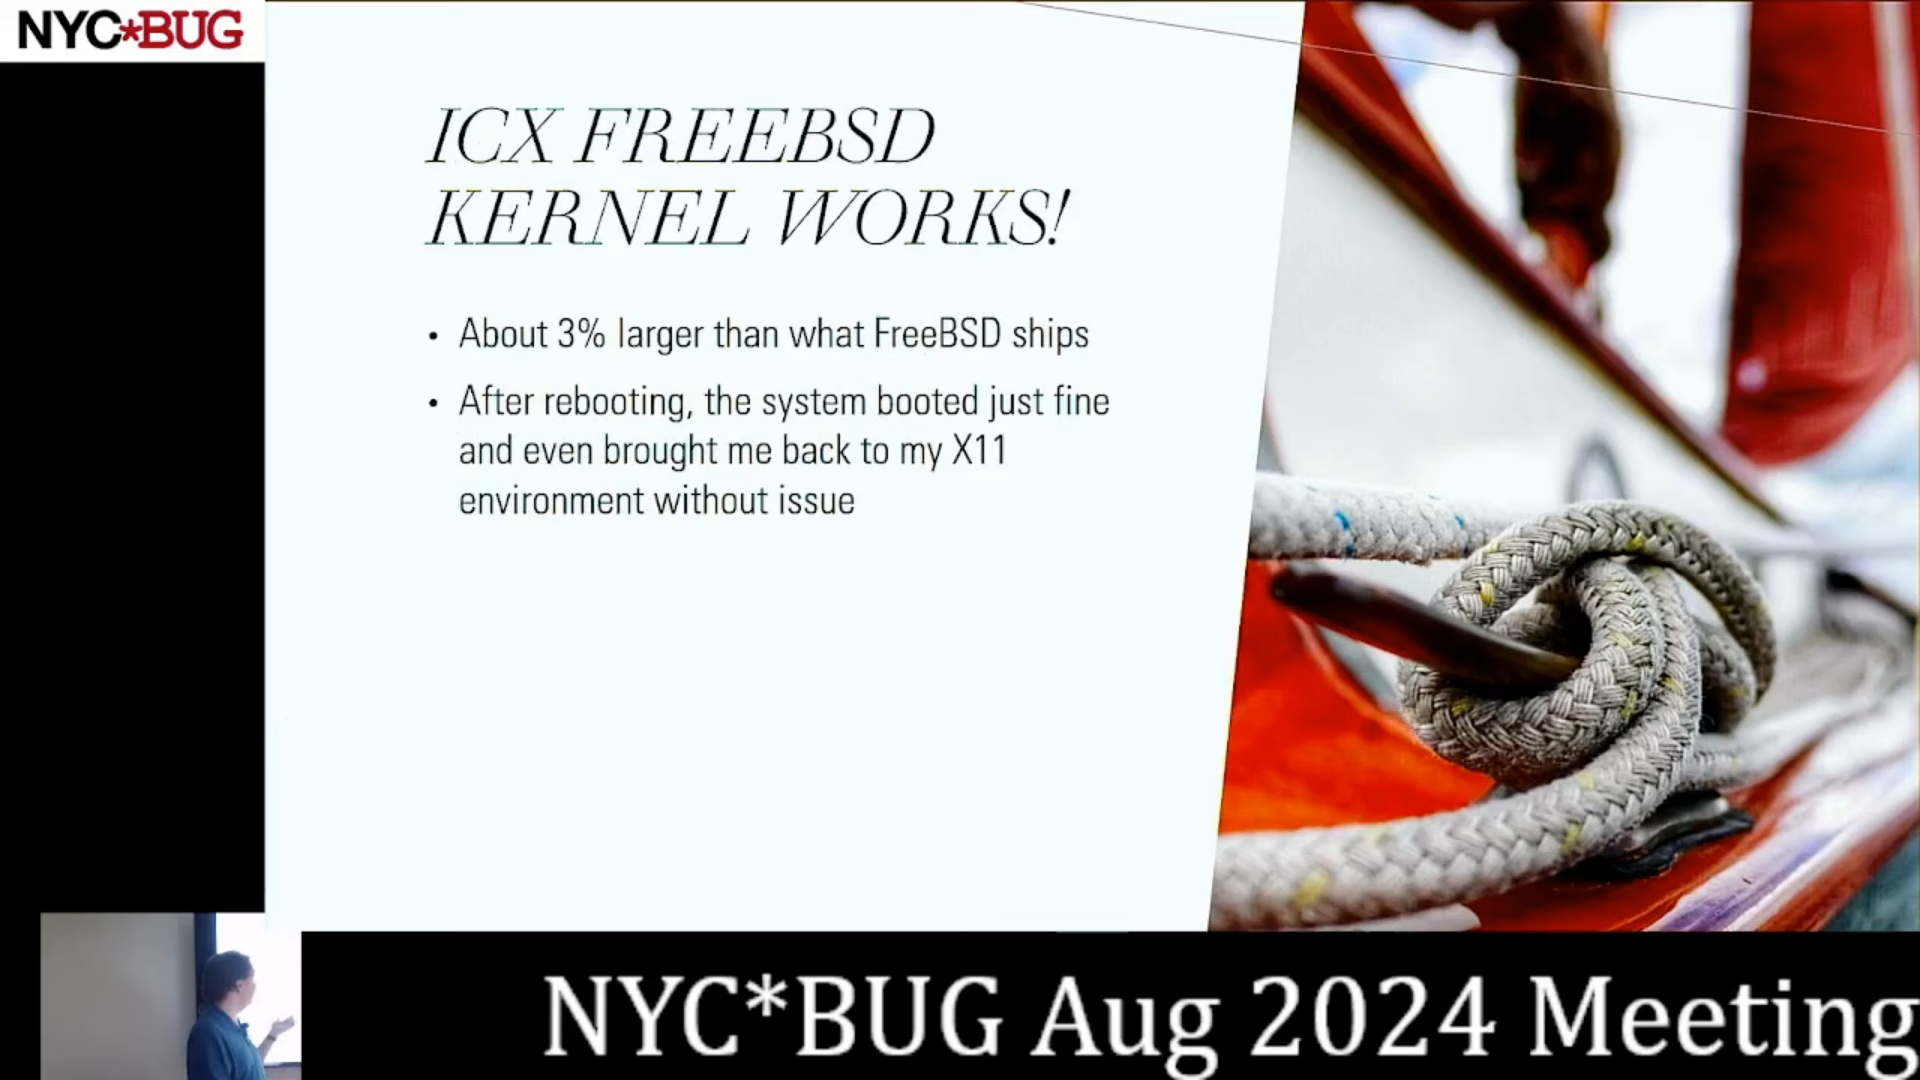 NYC*BUG
ICX FREEBSD
KERNEL WORKS!
• About 3% larger than what FreeBSD ships
• After rebooting, the system booted just fine
and even brought me back to my X11
environment without issue
NYC*BUG Aug 2024 Meeting